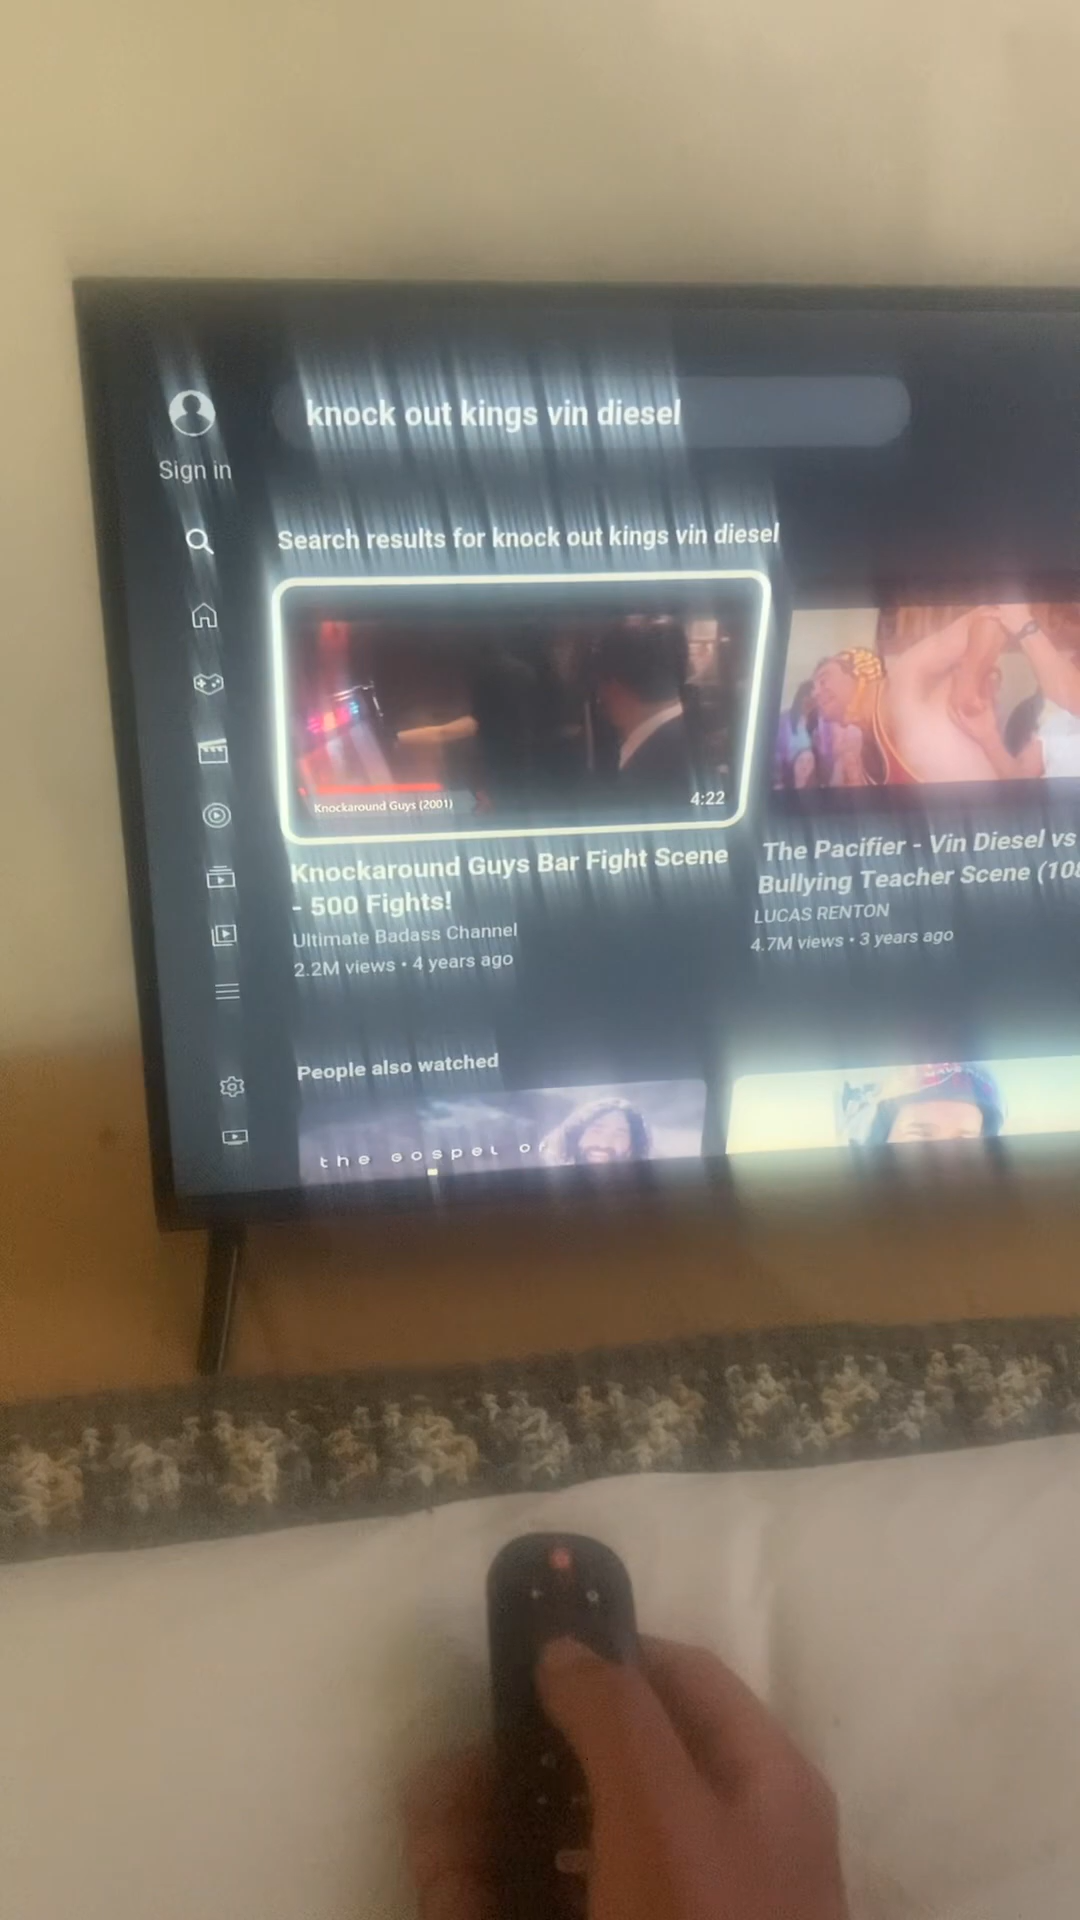 knock out kings vin diesel
Sign in
Search results for knock out kings vin diesel
Knockaround Guys (2001)
4:22
Knockaround Guys Bar Fight Scene
- 500 Fights!
Ultimate Badass Channel
2.2M views • 4 years ago
The Pacifier - Vin Diesel vs
Bullying Teacher Scene (108
LUCAS RENTON
4.7M views • 3 years ago
People also watched
the GOSPEL OF